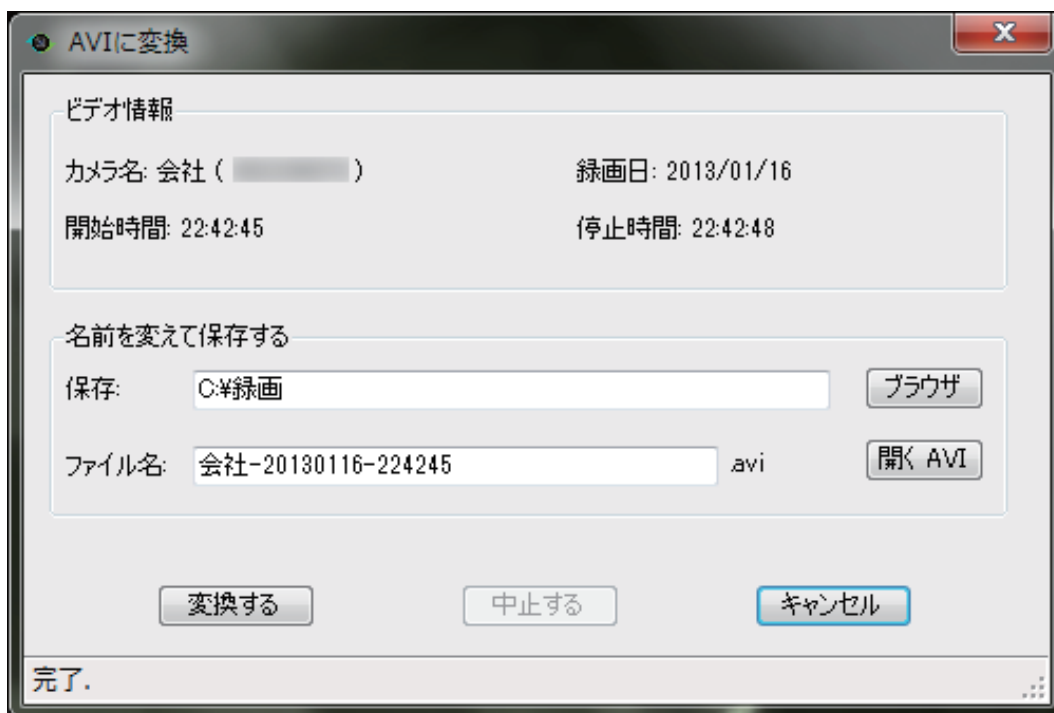 AVIに変換
ビデオ情報
カメラ名: 会社 ( ) 録画日: 2013/01/16
開始時間: 22:42:45 停止時間: 22:42:48
名前を変えて保存する
保存: C:¥録画 ブラウザ
ファイル名: 会社-20130116-224245 .avi 開く AVI
変換する 中止する キャンセル
完了.